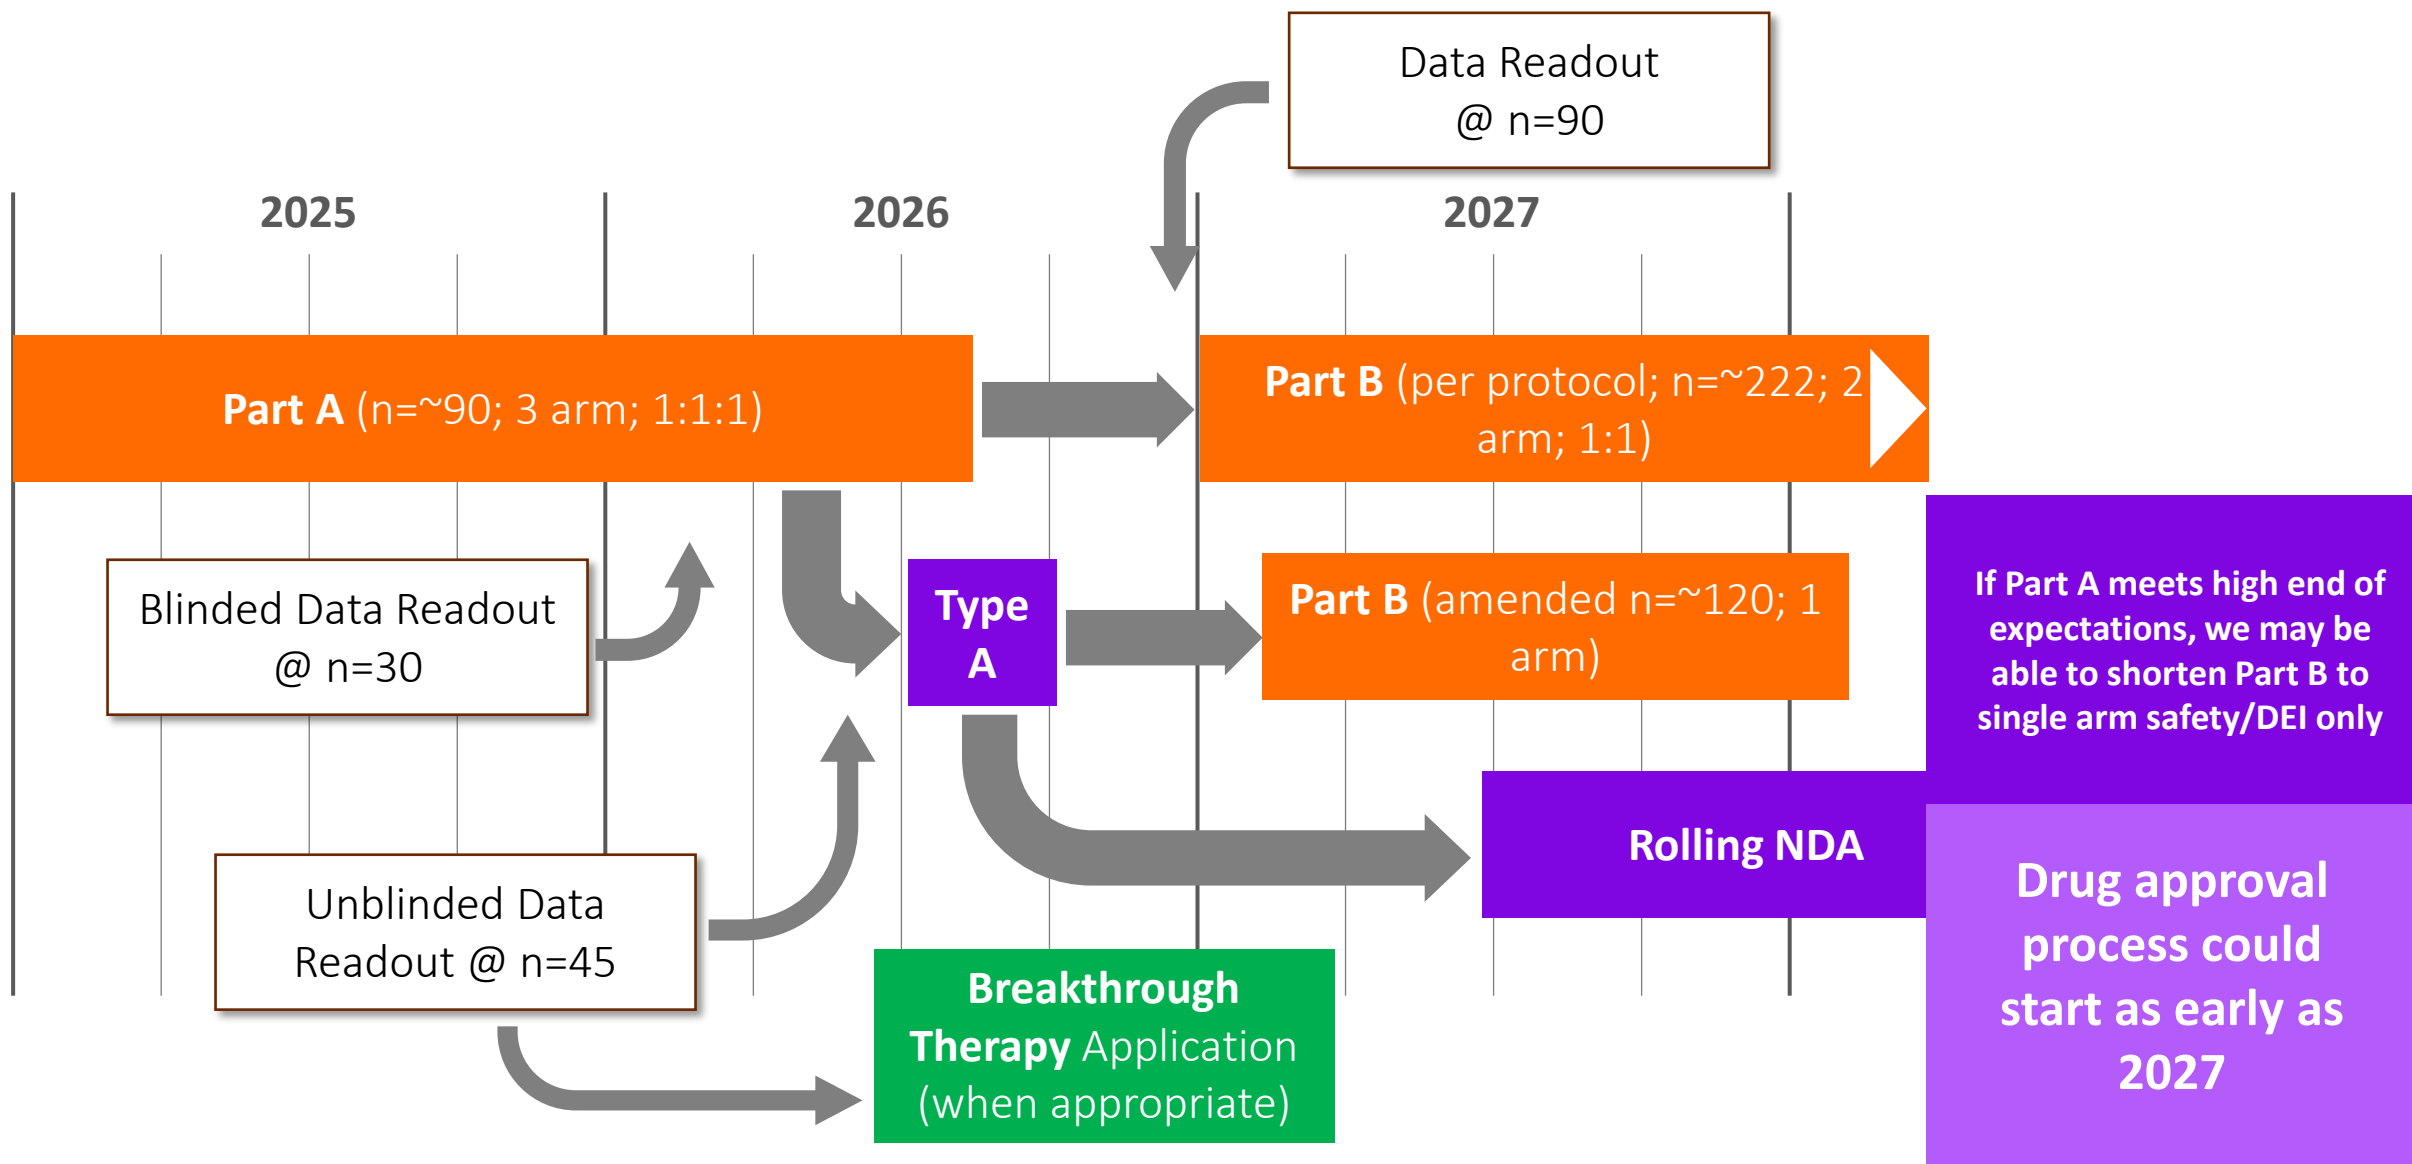 Data Readout
@ n=90
2025
2026
2027
Part A (n=~90; 3 arm; 1:1:1)
Part B (per protocol; n=~222; 2
arm; 1:1)
Blinded Data Readout
@ n=30
Type
A
Part B (amended n=~120; 1
arm)
If Part A meets high end of
expectations, we may be
able to shorten Part B to
single arm safety/DEI only
Unblinded Data
Readout @ n=45
Rolling NDA
Breakthrough
Therapy Application
(when appropriate)
Drug approval
process could
start as early as
2027